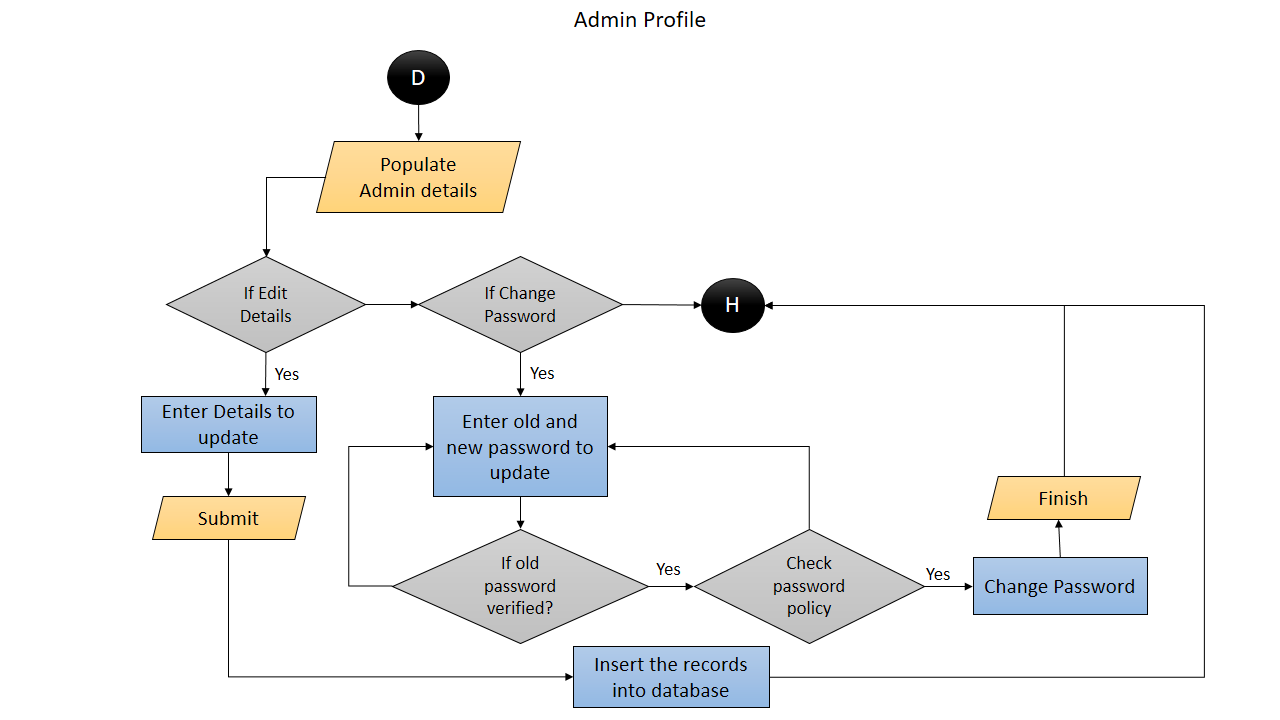 Admin Profile
D
Populate
Admin details
If Edit
Details
If Change
Password
H
Yes
Yes
Enter Details to
update
Enter old and
new password to
update
Submit
Finish
If old
password
verified?
Yes
Check
password
policy
Yes
Change Password
Insert the records
into database